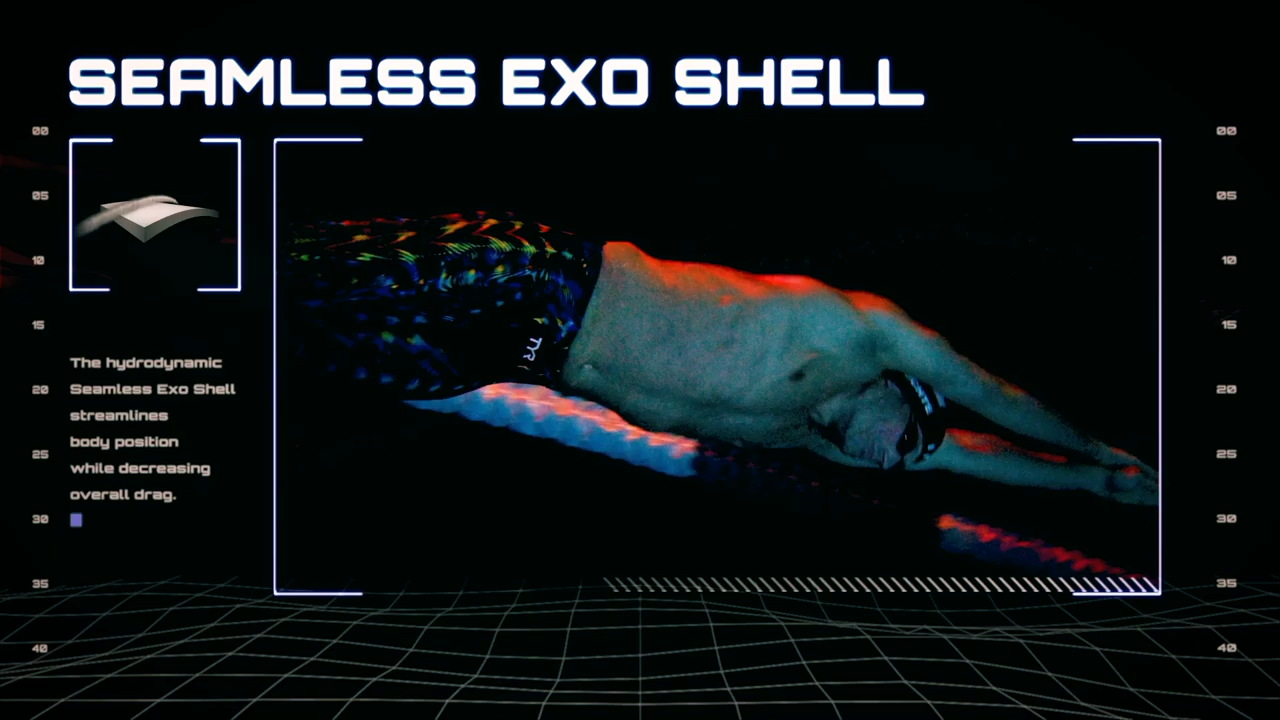 SEAMLESS EXO SHELL
00
05
10
15
20
25
30
35
40
The hydrodynamic
Seamless Exo Shell
streamlines
body position
while decreasing
overall drag.
TYR
00
05
10
15
20
25
30
35
40